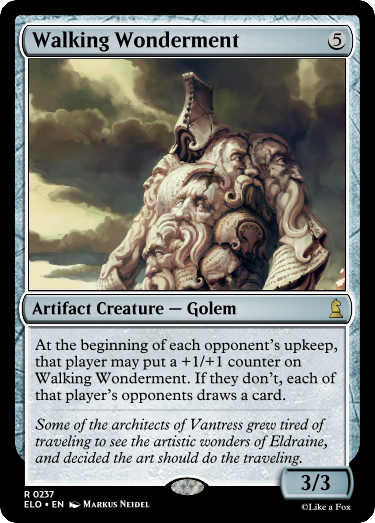 Walking Wonderment 5
Artifact Creature — Golem
At the beginning of each opponent's upkeep,
that player may put a +1/+1 counter on
Walking Wonderment. If they don't, each of
that player's opponents draws a card.
Some of the architects of Vantress grew tired of
traveling to see the artistic wonders of Eldraine,
and decided the art should do the traveling.
3/3
R 0237
ELO • EN Markus Neidel
©Like a Fox